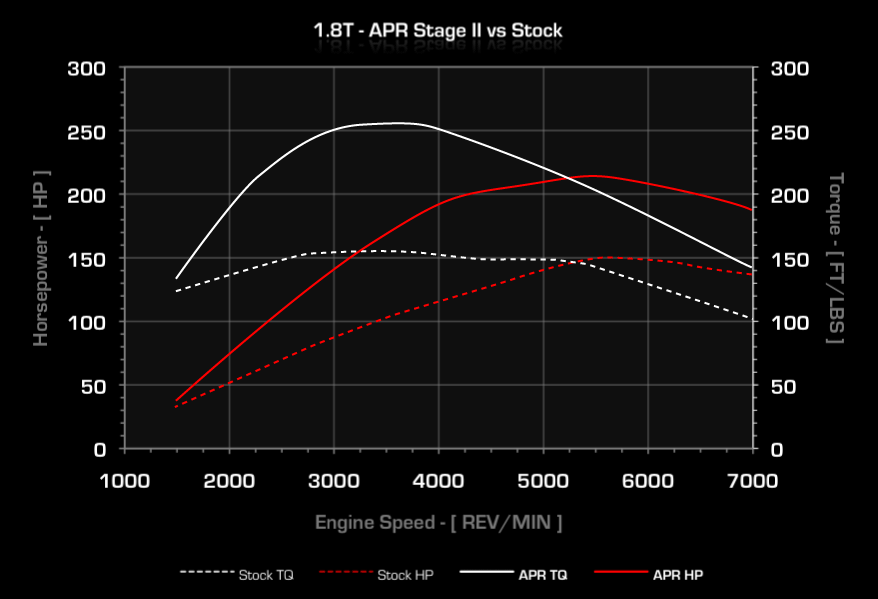 1.8T - APR Stage II vs Stock
300
250
200
150
100
50
0
Horsepower - [ HP ]
300
250
200
150
100
50
0
Torque - [ FT/LBS ]
1000 2000 3000 4000 5000 6000 7000
Engine Speed - [ REV/MIN ]
Stock TQ Stock HP APR TQ APR HP